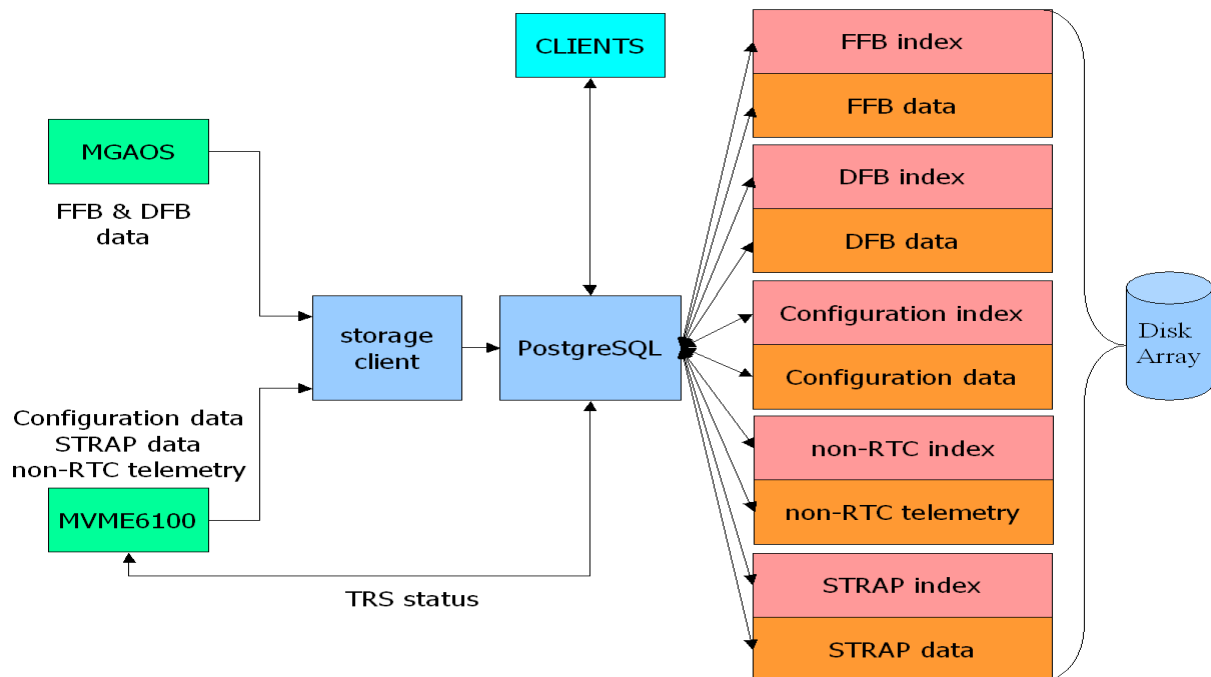 CLIENTS
MGAOS
FFB & DFB
data
Configuration data
STRAP data
non-RTC telemetry
MVME6100
storage
client
PostgreSQL
TRS status
FFB index
FFB data
DFB index
DFB data
Configuration index
Configuration data
non-RTC index
non-RTC telemetry
STRAP index
STRAP data
Disk
Array